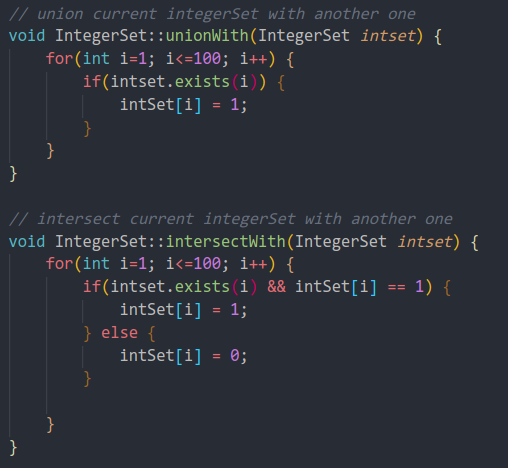 // union current integerSet with another one
void IntegerSet::unionWith(IntegerSet intset) {
    for(int i=1; i<=100; i++) {
        if(intset.exists(i)) {
            intSet[i] = 1;
        }
    }
}

// intersect current integerSet with another one
void IntegerSet::intersectWith(IntegerSet intset) {
    for(int i=1; i<=100; i++) {
        if(intset.exists(i) && intSet[i] == 1) {
            intSet[i] = 1;
        } else {
            intSet[i] = 0;
        }

    }
}